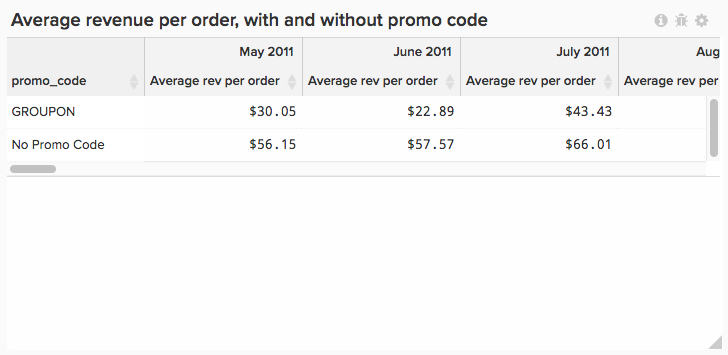 Average revenue per order, with and without promo code
May 2011 June 2011 July 2011 Aug
promo_code Average rev per order Average rev per order Average rev per order Average rev per
GROUPON $30.05 $22.89 $43.43
No Promo Code $56.15 $57.57 $66.01